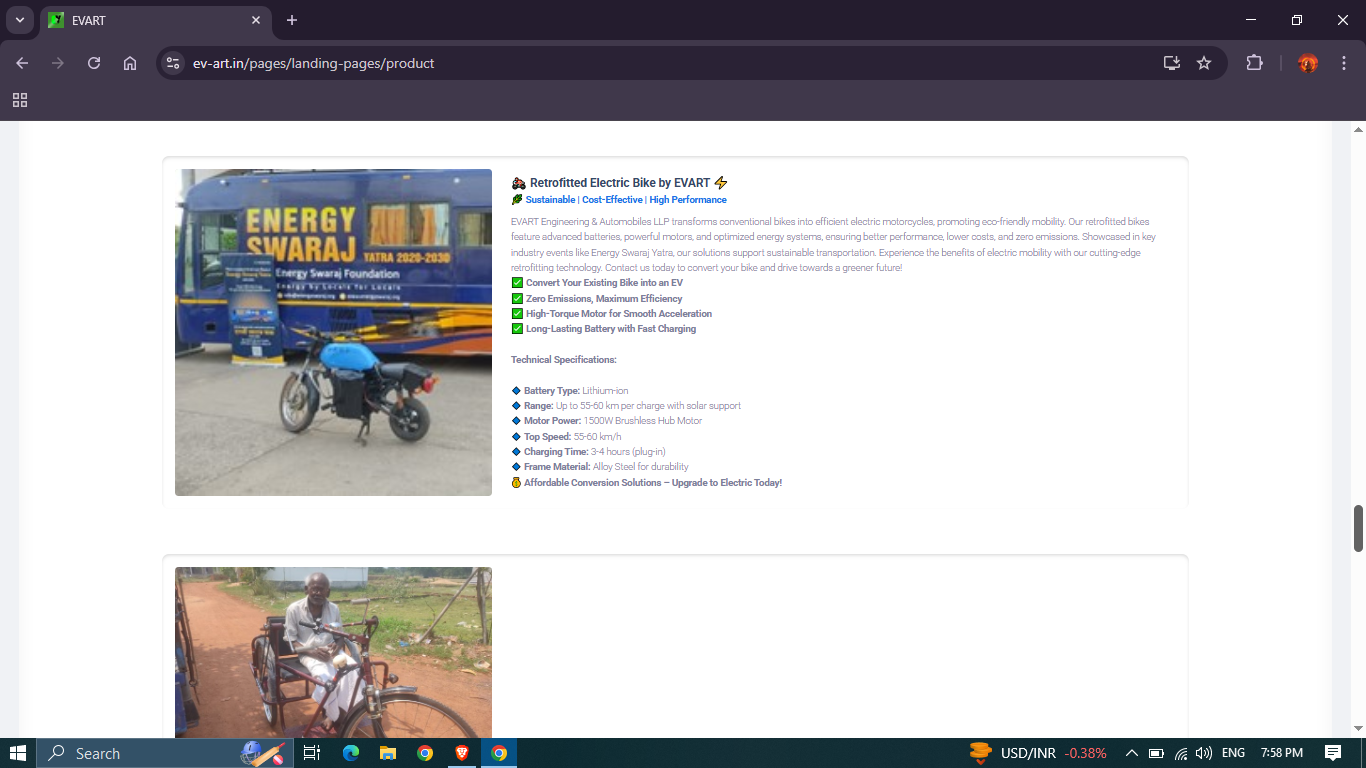 EVART
ev-art.in/pages/landing-pages/product
ENERGY
SWARAJ
YATRA 2020-2030
Energy Swaraj Foundation
Energy by Locals for Locals
🏍️ Retrofitted Electric Bike by EVART ⚡
🌿 Sustainable | Cost-Effective | High Performance
EVART Engineering & Automobiles LLP transforms conventional bikes into efficient electric motorcycles, promoting eco-friendly mobility. Our retrofitted bikes
feature advanced batteries, powerful motors, and optimized energy systems, ensuring better performance, lower costs, and zero emissions. Showcased in key
industry events like Energy Swaraj Yatra, our solutions support sustainable transportation. Experience the benefits of electric mobility with our cutting-edge
retrofitting technology. Contact us today to convert your bike and drive towards a greener future!
✅ Convert Your Existing Bike into an EV
✅ Zero Emissions, Maximum Efficiency
✅ High-Torque Motor for Smooth Acceleration
✅ Long-Lasting Battery with Fast Charging
Technical Specifications:
🔹 Battery Type: Lithium-ion
🔹 Range: Up to 55-60 km per charge with solar support
🔹 Motor Power: 1500W Brushless Hub Motor
🔹 Top Speed: 55-60 km/h
🔹 Charging Time: 3-4 hours (plug-in)
🔹 Frame Material: Alloy Steel for durability
💰 Affordable Conversion Solutions – Upgrade to Electric Today!
Search
USD/INR -0.38%
ENG
7:58 PM